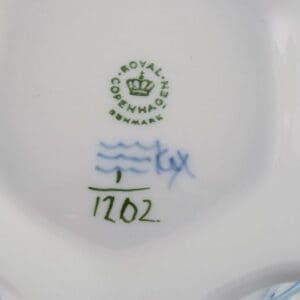 ROYAL
COPENHAGEN
DENMARK
1
1202.